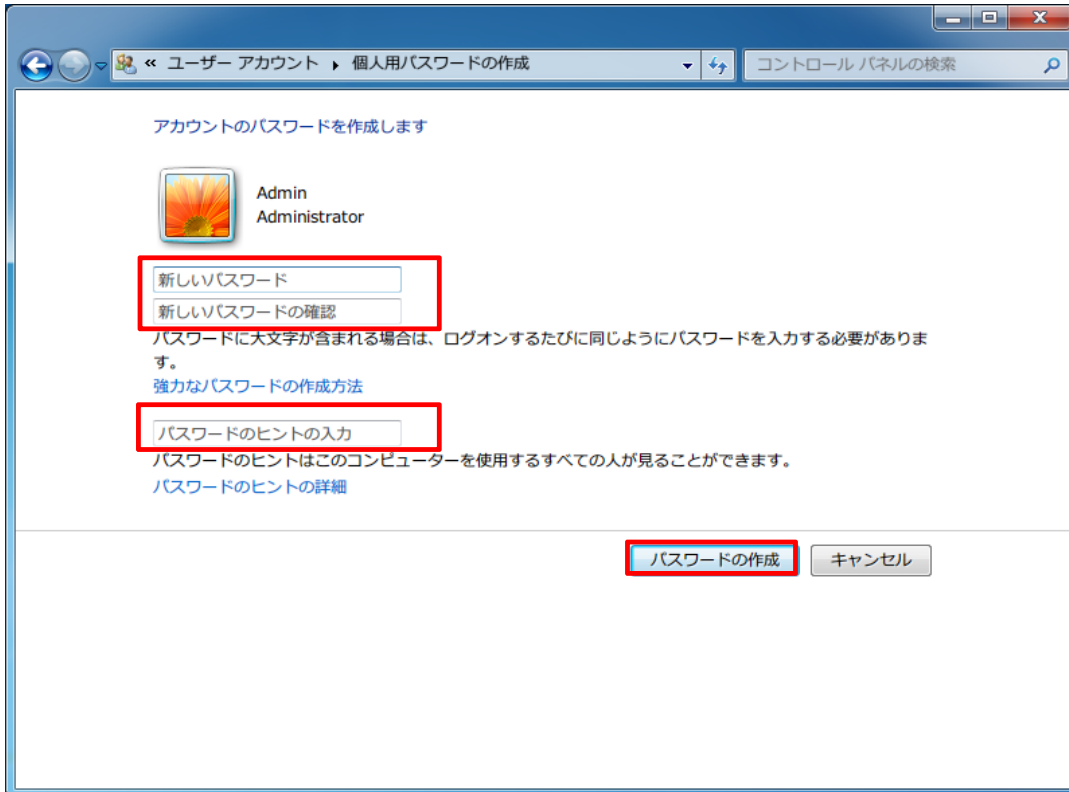 « ユーザー アカウント ▸ 個人用パスワードの作成
コントロール パネルの検索
アカウントのパスワードを作成します
Admin
Administrator
新しいパスワード
新しいパスワードの確認
パスワードに大文字が含まれる場合は、ログオンするたびに同じようにパスワードを入力する必要がありま
す。
強力なパスワードの作成方法
パスワードのヒントの入力
パスワードのヒントはこのコンピューターを使用するすべての人が見ることができます。
パスワードのヒントの詳細
パスワードの作成
キャンセル